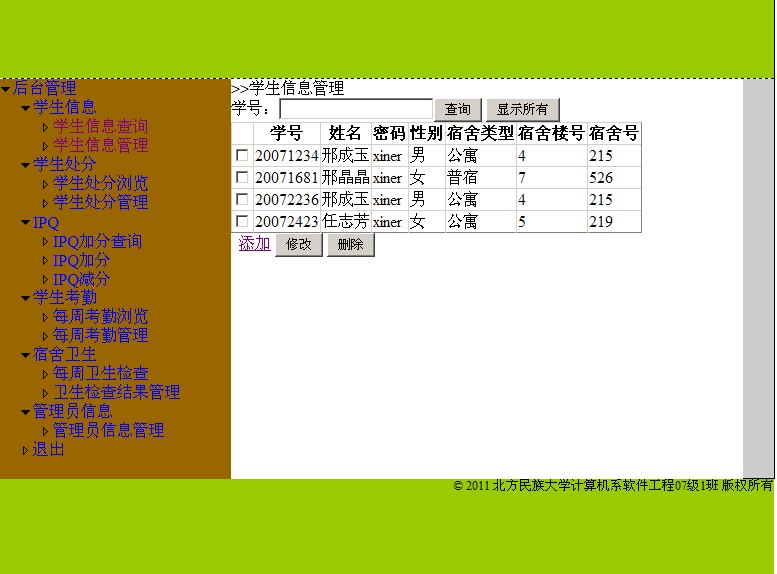 后台管理
学生信息
学生信息查询
学生信息管理
学生处分
学生处分浏览
学生处分管理
IPQ
IPQ加分查询
IPQ加分
IPQ减分
学生考勤
每周考勤浏览
每周考勤管理
宿舍卫生
每周卫生检查
卫生检查结果管理
管理员信息
管理员信息管理
退出
>>学生信息管理
学号： 查询 显示所有
学号 姓名 密码 性别 宿舍类型 宿舍楼号 宿舍号
20071234 邢成玉 xiner 男 公寓 4 215
20071681 邢晶晶 xiner 女 普宿 7 526
20072236 邢成玉 xiner 男 公寓 4 215
20072423 任志芳 xiner 女 公寓 5 219
添加 修改 删除
© 2011 北方民族大学计算机系软件工程07级1班 版权所有